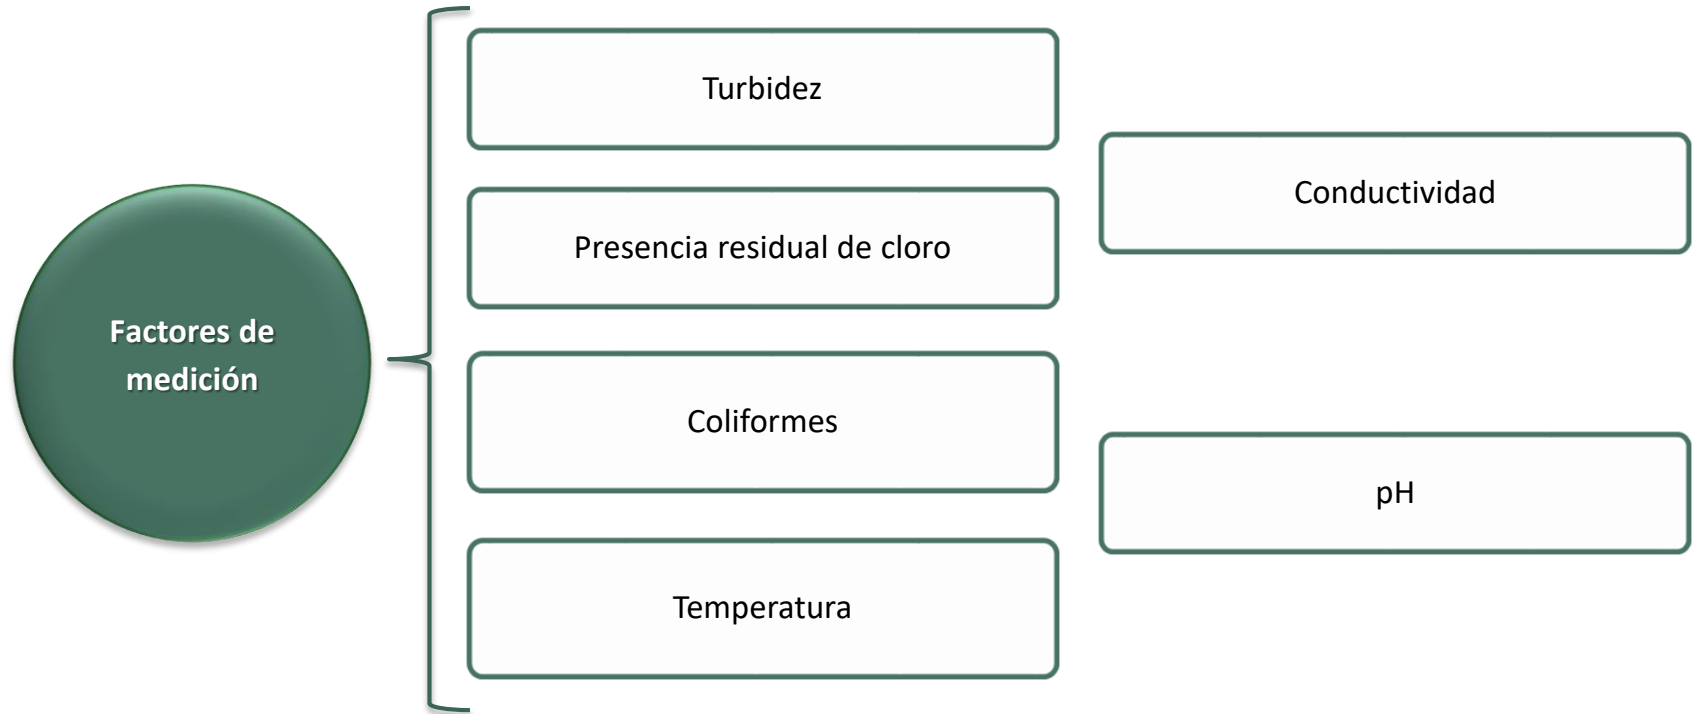 Factores de
medición
Turbidez
Presencia residual de cloro
Coliformes
Temperatura
Conductividad
pH